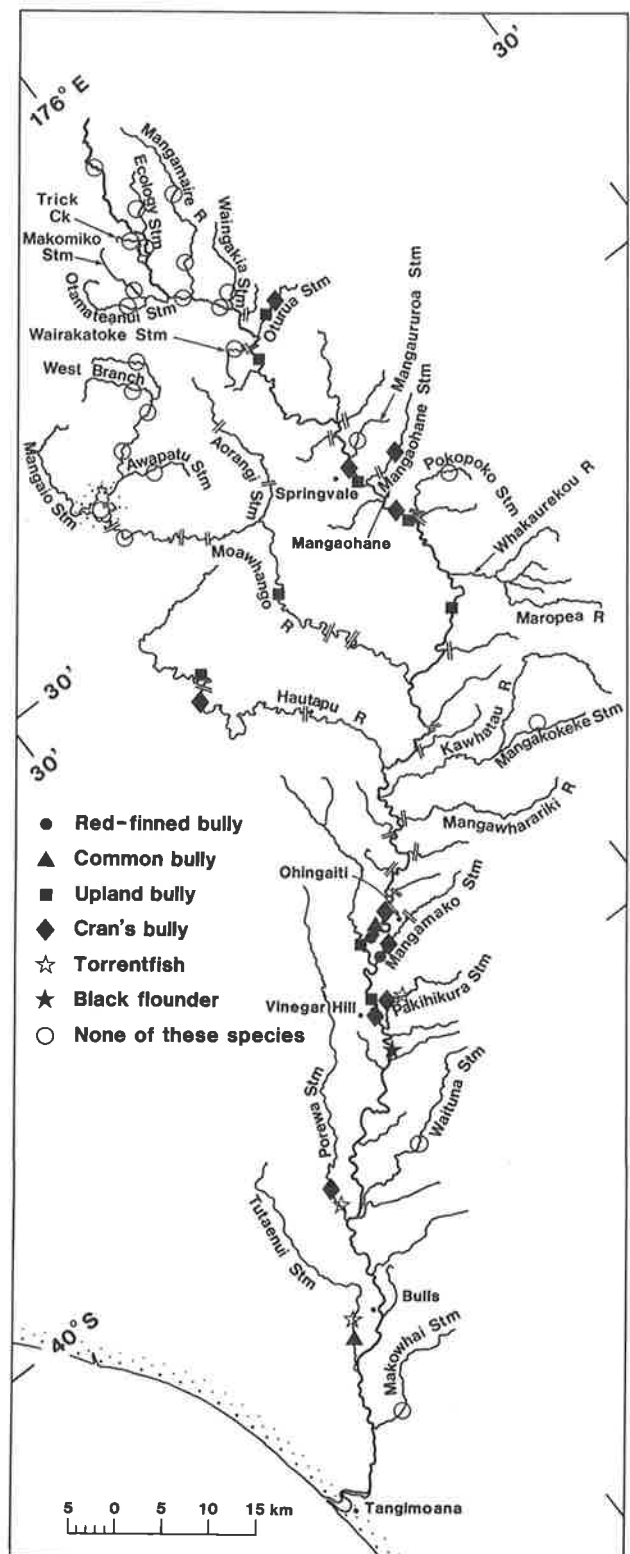 30'
176° E
Mangamaire R
Ecology Stm
Trick
Ck
Waingakia Stm
Makomiko
Stm
Otamateanui Stm
Oturua Stm
Mangaururoa Stm
Wairakatoke Stm
Mangaohane Stm
West Branch
Pokopoko Stm
Aorangi Stm
Mangaio Stm
Awapatu Stm
Springvale
Whakaurekou R
Mangaohane
Moawhango R
Maropea R
30'
Hautapu R
Kawhatau R
30'
Mangakokeke Stm
Mangawharariki R
Red-finned bully
Common bully
Upland bully
Cran's bully
Torrentfish
Black flounder
None of these species
Ohingaiti
Mangamako Stm
Pakihikura Stm
Vinegar Hill
Porewa Stm
Waituna Stm
Tutaenui Stm
Bulls
Makowhai Stm
40° S
5 0 5 10 15 km
Tangimoana